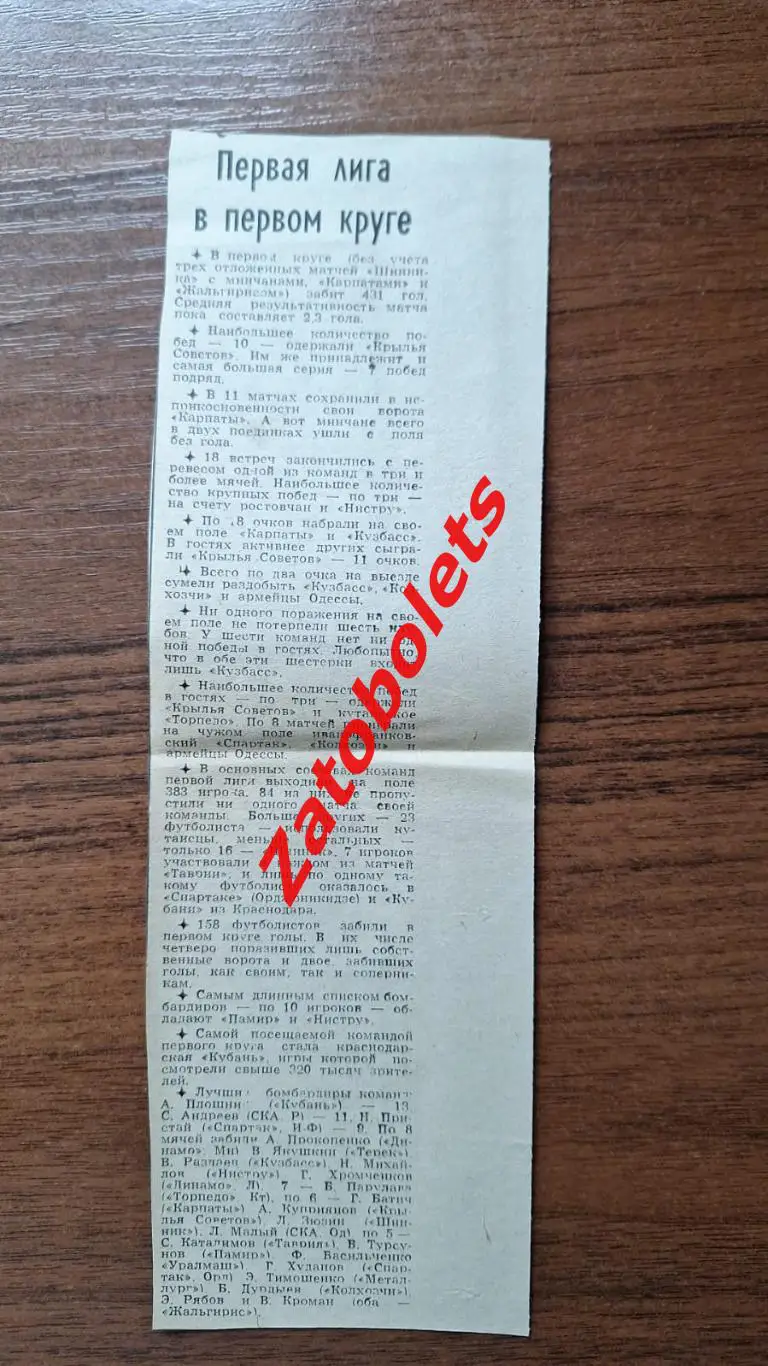 Первая лига
в первом круге
✦ В первом круге (без учета
трех отложенных матчей «Шинни-
ка» с минчанами, «Карпатами» и
«Жальгирисом») забит 431 гол.
Средняя результативность матча
пока составляет 2,3 гола.
✦ Наибольшее количество по-
бед — 10 — одержали «Крылья
Советов». Им же принадлежит и
самая большая серия — 7 побед
подряд.
✦ В 11 матчах сохранили в не-
прикосновенности свои ворота
«Карпаты». А вот минчане всего
в двух поединках ушли с поля
без гола.
✦ 18 встреч закончились с пе-
ревесом одной из команд в три и
более мячей. Наибольшее количе-
ство крупных побед — по три —
на счету ростовчан и «Нистру».
✦ По 18 очков набрали на сво-
ем поле «Карпаты» и «Кузбасс».
В гостях активнее других сыгра-
ли «Крылья Советов» — 11 очков.
✦ Всего по два очка на выезде
сумели раздобыть «Кузбасс», «Кол-
хозчи» и армейцы Одессы.
✦ Ни одного поражения на сво-
ем поле не потерпели шесть клу-
бов. У шести команд нет ни од-
ной победы в гостях. Любопытно,
что в обе эти шестерки входит
лишь «Кузбасс».
✦ Наибольшее количество побед
в гостях — по три — одержали
«Крылья Советов» и кутаисское
«Торпедо». По 8 матчей проиграли
на чужом поле ивано-франков-
ский «Спартак», «Колхозчи» и
армейцы Одессы.
✦ В основных составах команд
первой лиги выходили на поле
383 игрока. 84 из них не пропу-
стили ни одного матча своей
команды. Больше других — 23
футболиста — использовали ку-
таисцы, меньше остальных —
только 16 — «Шинник». 7 игроков
участвовали в каждом из матчей
«Таврии», и лишь по одному та-
кому футболисту оказалось в
«Спартаке» (Орджоникидзе) и «Ку-
бани» из Краснодара.
✦ 158 футболистов забили в
первом круге голы. В их числе
четверо поразивших лишь собст-
венные ворота и двое, забивших
голы, как своим, так и соперни-
кам.
✦ Самым длинным списком бом-
бардиров — по 10 игроков — об-
ладают «Памир» и «Нистру».
✦ Самой посещаемой командой
первого круга стала краснодар-
ская «Кубань», игры которой по-
смотрели свыше 320 тысяч зрите-
лей.
✦ Лучшие бомбардиры команд:
А. Плошник («Кубань») — 13,
С. Андреев (СКА, Р) — 11, Н. При-
стай («Спартак», И-Ф) — 9. По 8
мячей забили А. Прокопенко («Ди-
намо», Мн) В. Якушкин («Терек»),
В. Раздаев («Кузбасс»), Н. Михай-
лов («Нистру»), Г. Хромченков
(«Динамо», Л), 7 — Б. Парулава
(«Торпедо», Кт), по 6 — Г. Батич
(«Карпаты»), А. Куприянов («Кры-
лья Советов»), Л. Зюзин («Шин-
ник»), Л. Малый (СКА, Од) по 5 —
С. Каталимов («Таврия»), В. Турсу-
нов («Памир»), Ф. Васильченко
«Уралмаш»), Г. Худанов («Спар-
так», Орд), Э. Тимошенко («Метал-
лург») Б. Дурдыев («Колхозчи»),
Э. Рябов и В. Кроман (оба —
«Жальгирис»).
Zatobolets